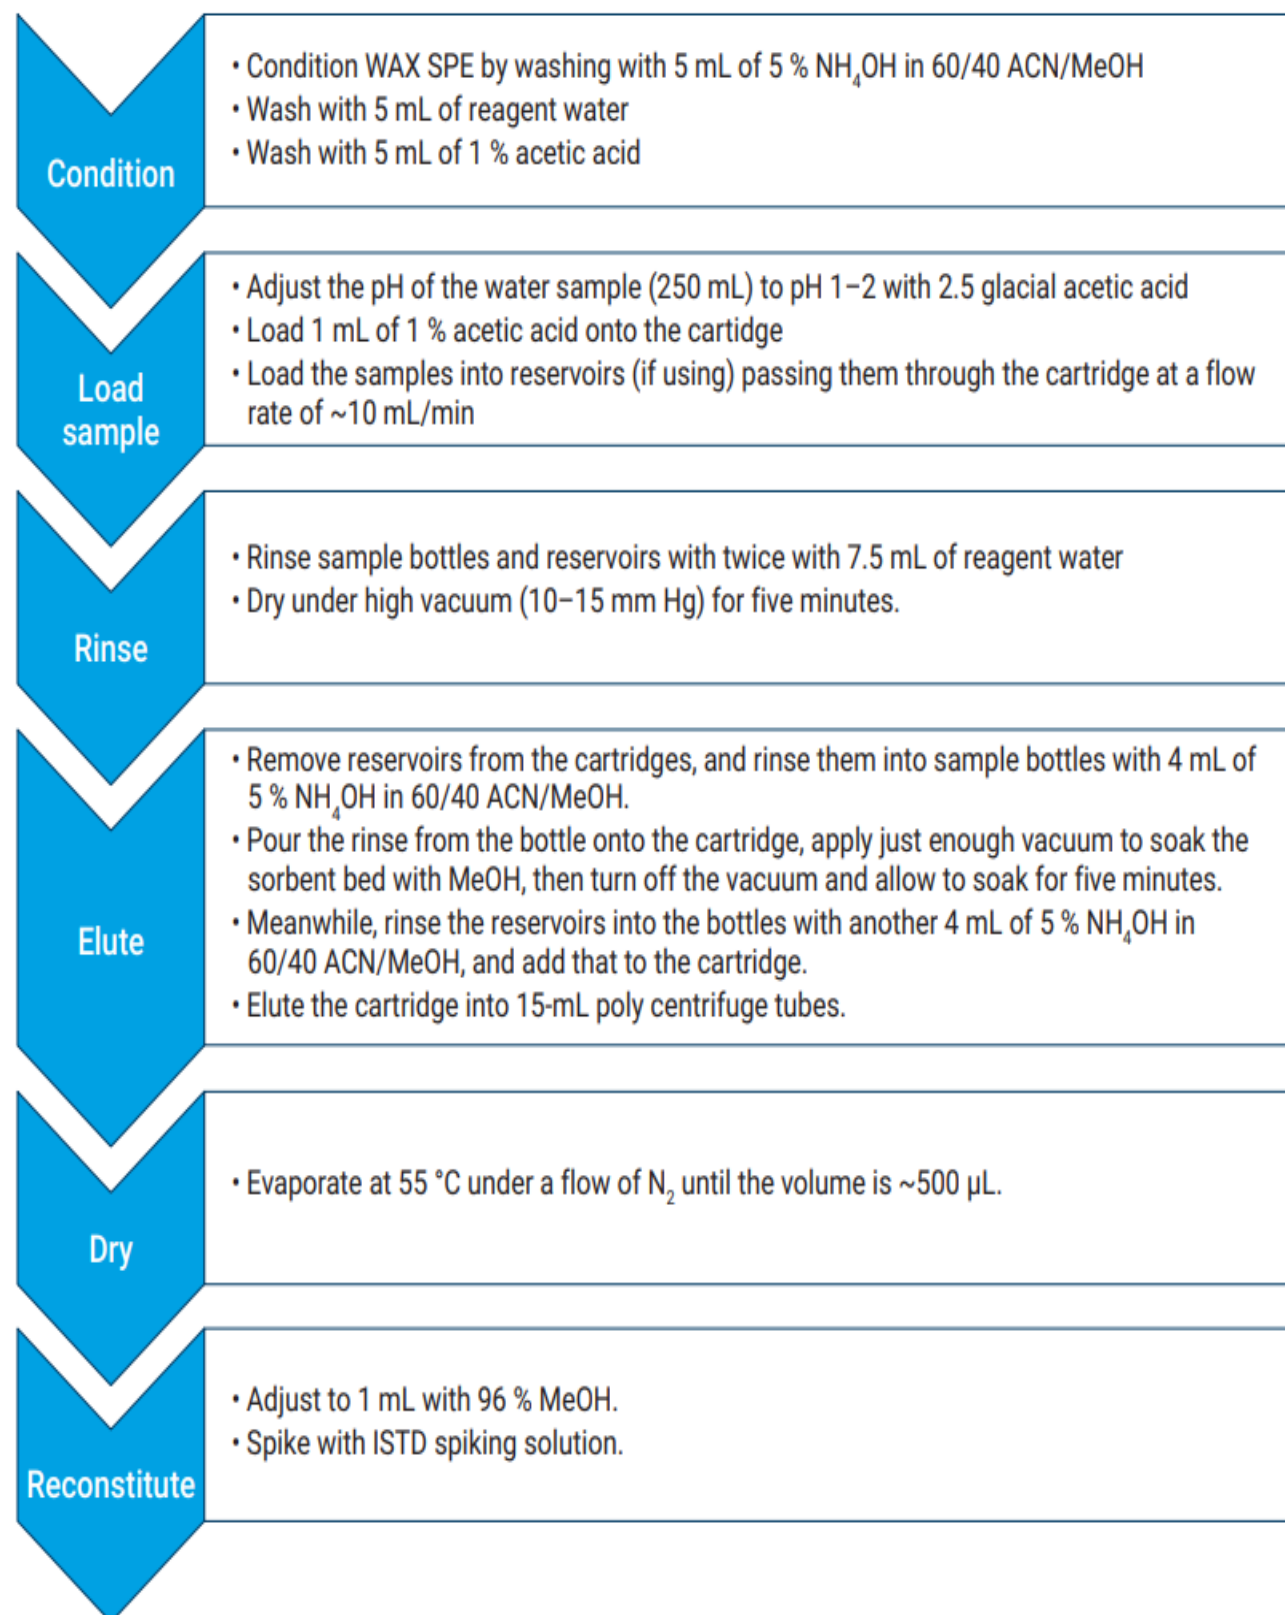 Condition
• Condition WAX SPE by washing with 5 mL of 5 % NH₄OH in 60/40 ACN/MeOH
• Wash with 5 mL of reagent water
• Wash with 5 mL of 1 % acetic acid
Load
sample
• Adjust the pH of the water sample (250 mL) to pH 1–2 with 2.5 glacial acetic acid
• Load 1 mL of 1 % acetic acid onto the cartidge
• Load the samples into reservoirs (if using) passing them through the cartridge at a flow
rate of ~10 mL/min
Rinse
• Rinse sample bottles and reservoirs with twice with 7.5 mL of reagent water
• Dry under high vacuum (10–15 mm Hg) for five minutes.
Elute
• Remove reservoirs from the cartridges, and rinse them into sample bottles with 4 mL of
5 % NH₄OH in 60/40 ACN/MeOH.
• Pour the rinse from the bottle onto the cartridge, apply just enough vacuum to soak the
sorbent bed with MeOH, then turn off the vacuum and allow to soak for five minutes.
• Meanwhile, rinse the reservoirs into the bottles with another 4 mL of 5 % NH₄OH in
60/40 ACN/MeOH, and add that to the cartridge.
• Elute the cartridge into 15-mL poly centrifuge tubes.
Dry
• Evaporate at 55 °C under a flow of N₂ until the volume is ~500 µL.
Reconstitute
• Adjust to 1 mL with 96 % MeOH.
• Spike with ISTD spiking solution.